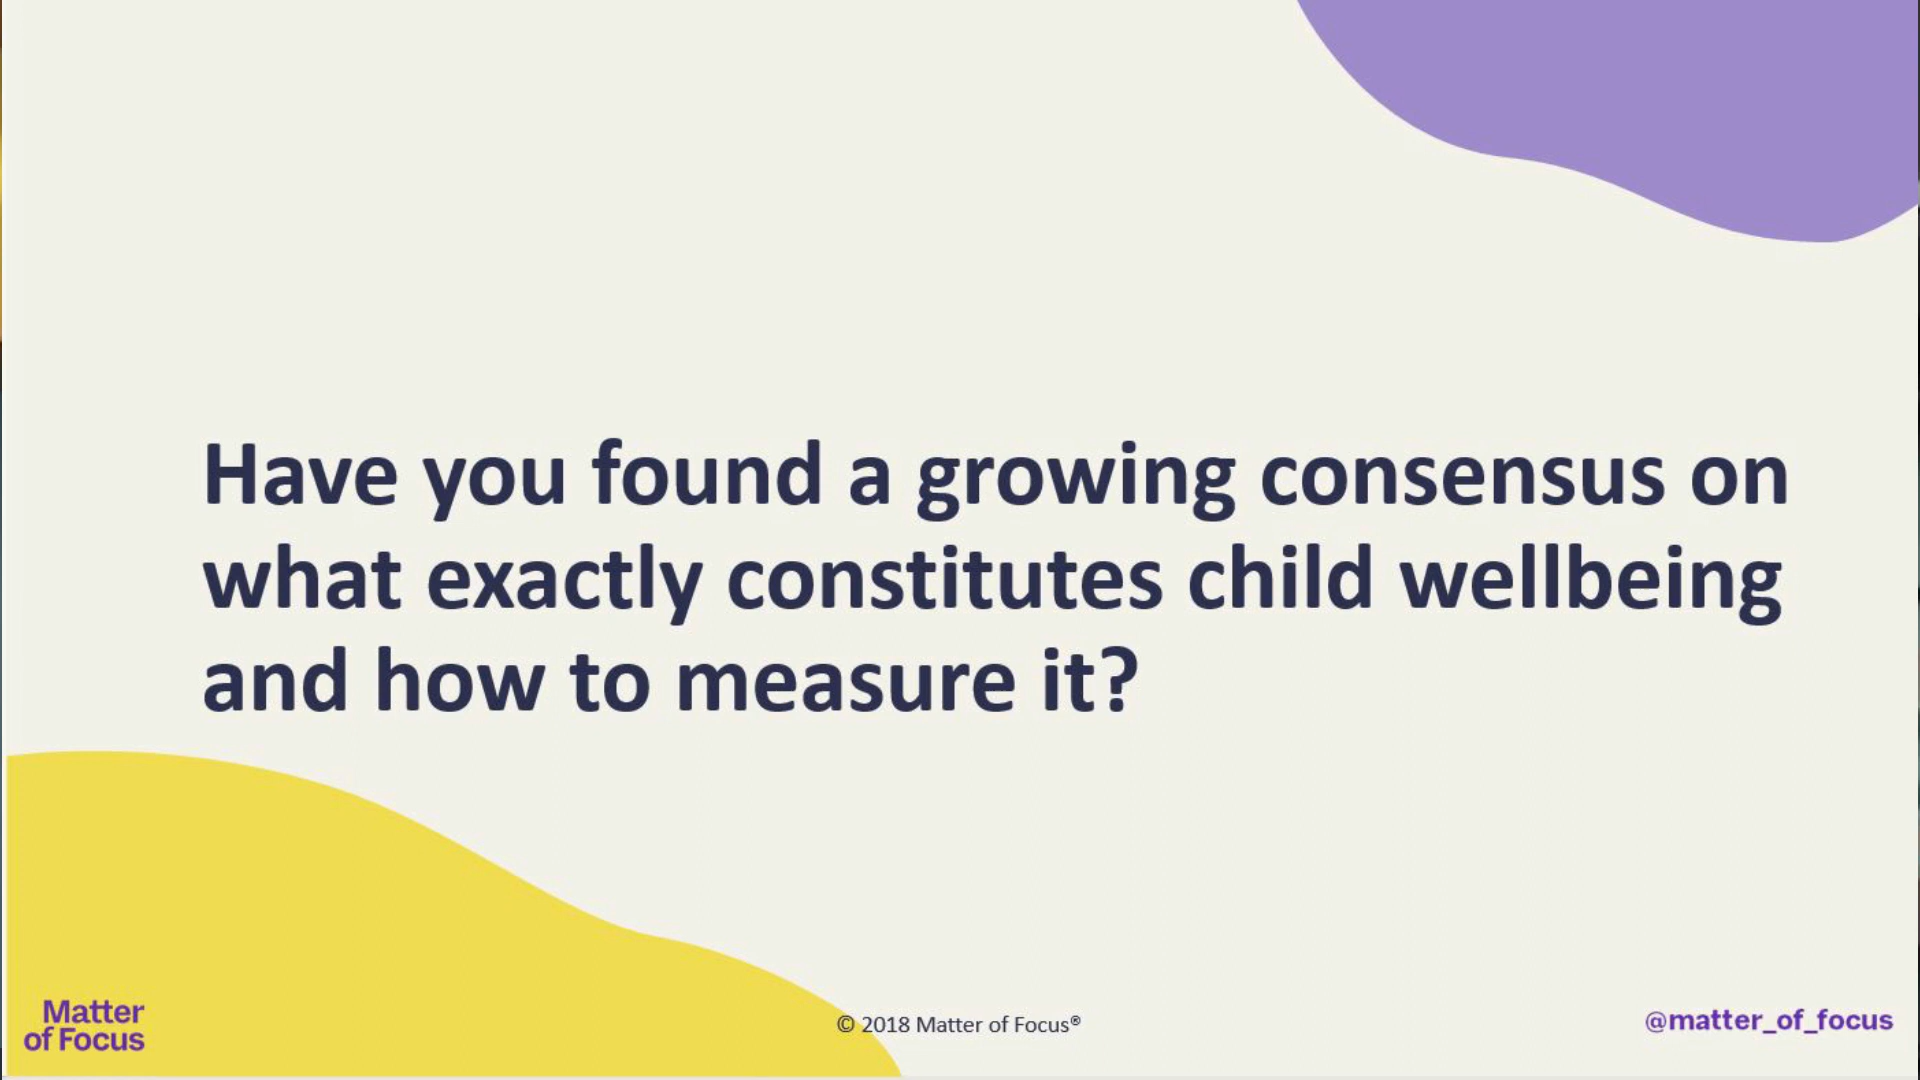 Have you found a growing consensus on
what exactly constitutes child wellbeing
and how to measure it?
Matter
of Focus
© 2018 Matter of Focus®
@matter_of_focus